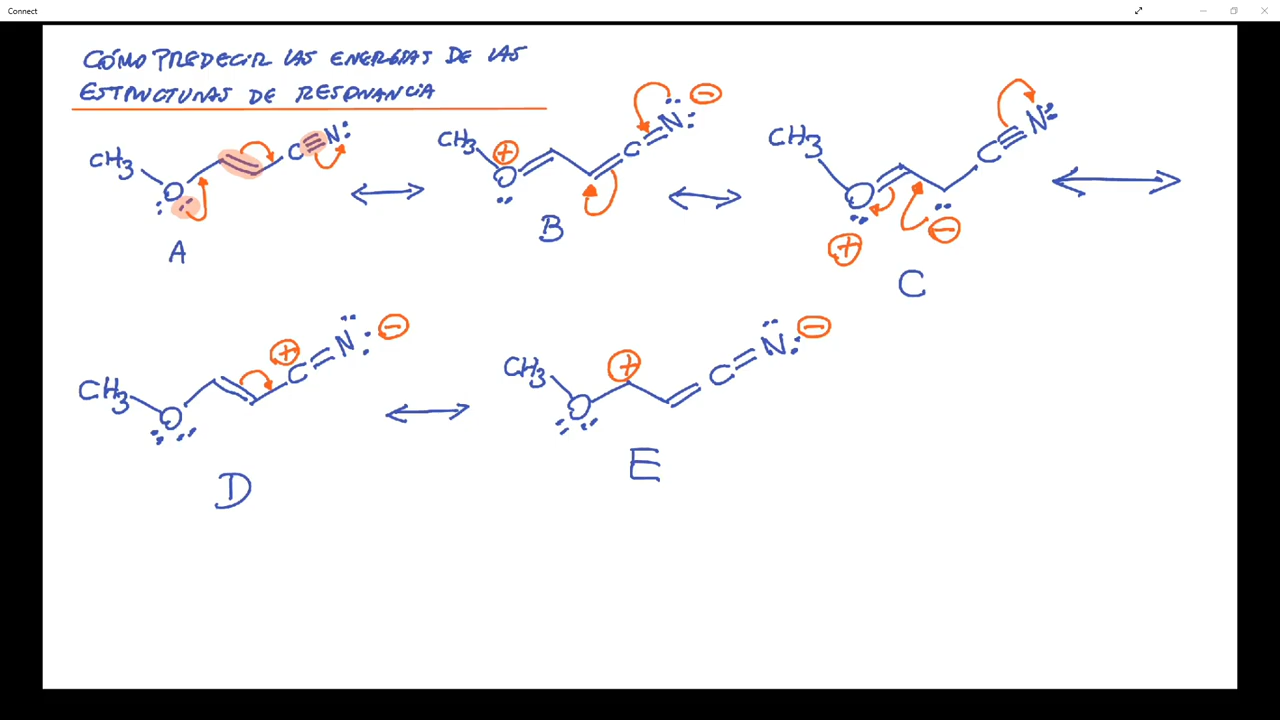 Connect
CÓMO PREDECIR LAS ENERGÍAS DE LAS
ESTRUCTURAS DE RESONANCIA
CH3 O C N
A
CH3 O + C N −
B
CH3 O + − C N
C
CH3 O + C N −
D
CH3 O + C N −
E